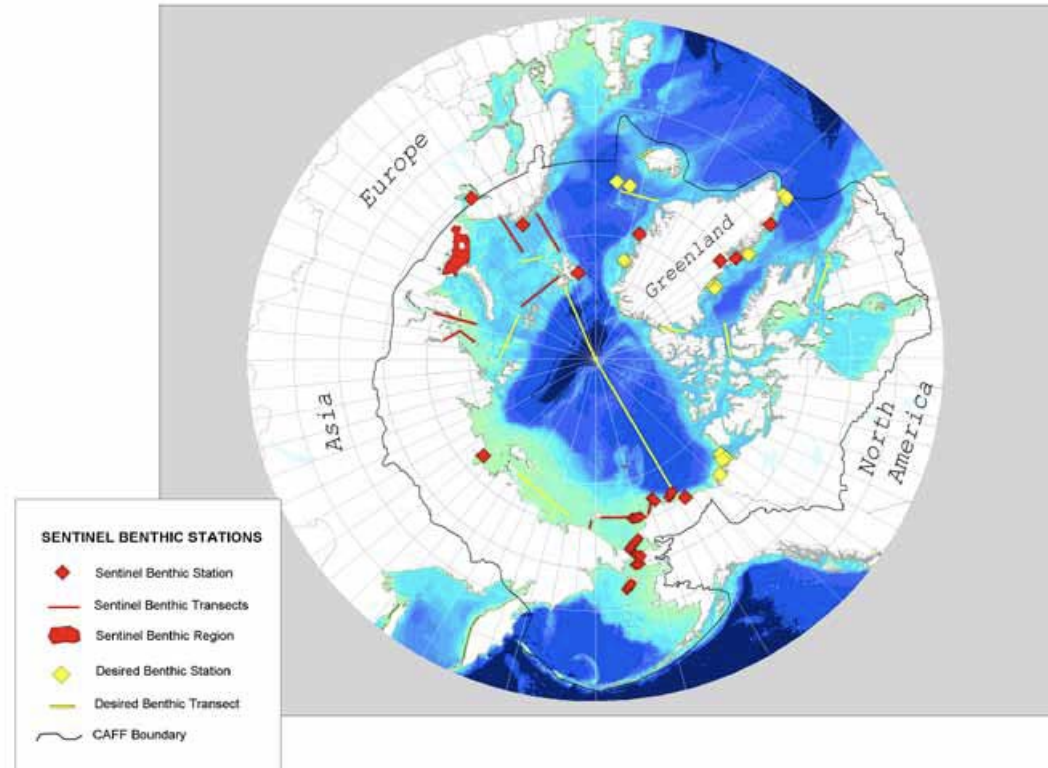 Europe
Greenland
Asia
North
America
SENTINEL BENTHIC STATIONS
Sentinel Benthic Station
Sentinel Benthic Transects
Sentinel Benthic Region
Desired Benthic Station
Desired Benthic Transect
CAFF Boundary